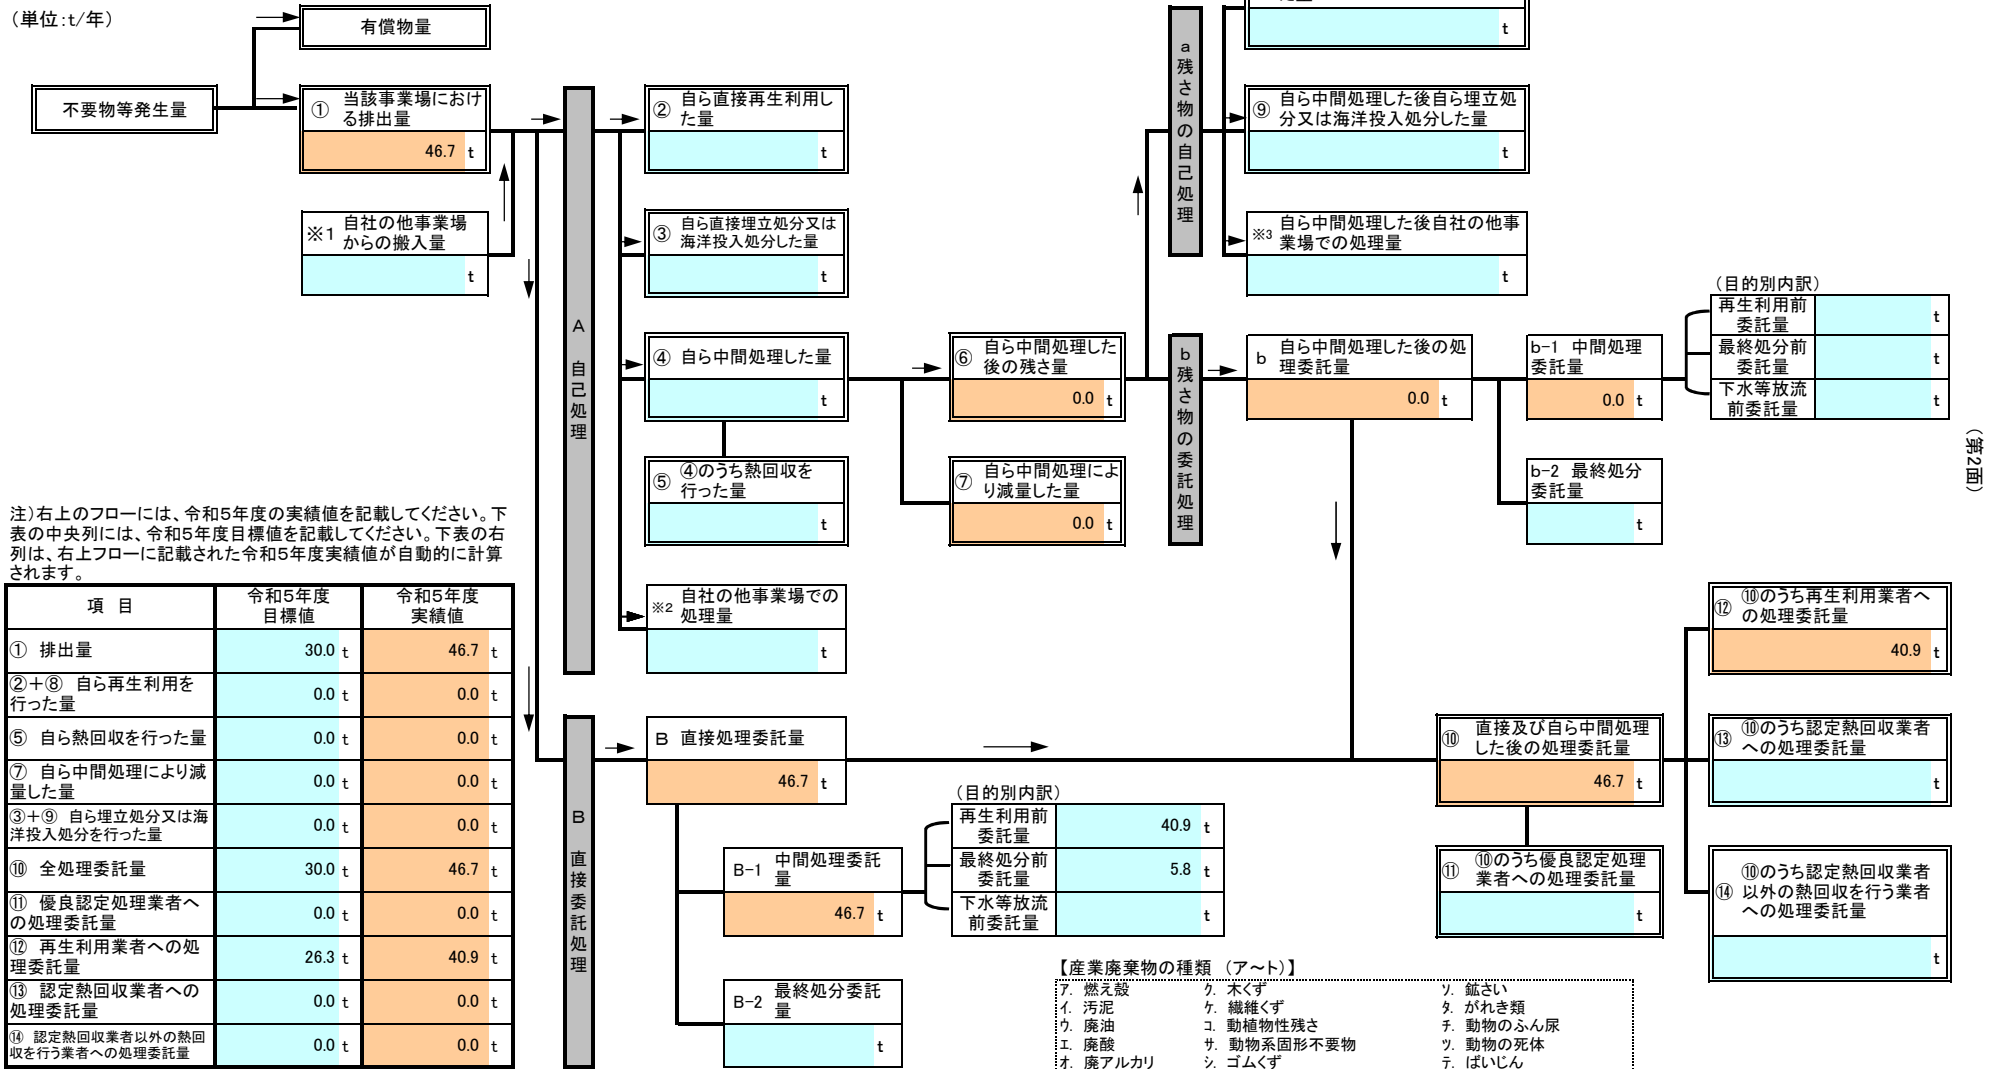 (単位:t/年)
有償物量
不要物等発生量
① 当該事業場におけ
る排出量
46.7 t
※1 自社の他事業場
からの搬入量
t
A 自己処理
② 自ら直接再生利用し
た量
t
③ 自ら直接埋立処分又は
海洋投入処分した量
t
④ 自ら中間処理した量
t
⑤ ④のうち熱回収を
行った量
t
※2 自社の他事業場での
処理量
t
⑥ 自ら中間処理した
後の残さ量
0.0 t
⑦ 自ら中間処理によ
り減量した量
0.0 t
a 残さ物の自己処理
t
⑨ 自ら中間処理した後自ら埋立処
分又は海洋投入処分した量
t
※3 自ら中間処理した後自社の他事
業場での処理量
t
b 残さ物の委託処理
b 自ら中間処理した後の処
理委託量
0.0 t
b-1 中間処理
委託量
0.0 t
b-2 最終処分
委託量
t
(目的別内訳)
再生利用前
委託量
t
最終処分前
委託量
t
下水等放流
前委託量
t
(第2面)
注)右上のフローには、令和5年度の実績値を記載してください。下
表の中央列には、令和5年度目標値を記載してください。下表の右
列は、右上フローに記載された令和5年度実績値が自動的に計算
されます。
項 目
令和5年度
目標値
令和5年度
実績値
① 排出量 30.0 t 46.7 t
②+⑧ 自ら再生利用を
行った量 0.0 t 0.0 t
⑤ 自ら熱回収を行った量 0.0 t 0.0 t
⑦ 自ら中間処理により減
量した量 0.0 t 0.0 t
③+⑨ 自ら埋立処分又は海
洋投入処分を行った量 0.0 t 0.0 t
⑩ 全処理委託量 30.0 t 46.7 t
⑪ 優良認定処理業者へ
の処理委託量 0.0 t 0.0 t
⑫ 再生利用業者への処
理委託量 26.3 t 40.9 t
⑬ 認定熱回収業者への
処理委託量 0.0 t 0.0 t
⑭ 認定熱回収業者以外の熱回
収を行う業者への処理委託量 0.0 t 0.0 t
B 直接委託処理
B 直接処理委託量
46.7 t
B-1 中間処理委託
量
46.7 t
B-2 最終処分委託
量
t
(目的別内訳)
再生利用前
委託量
40.9 t
最終処分前
委託量
5.8 t
下水等放流
前委託量
t
⑩ 直接及び自ら中間処理
した後の処理委託量
46.7 t
⑪ ⑩のうち優良認定処理
業者への処理委託量
t
⑫ ⑩のうち再生利用業者へ
の処理委託量
40.9 t
⑬ ⑩のうち認定熱回収業者
への処理委託量
t
⑭ ⑩のうち認定熱回収業者
以外の熱回収を行う業者
への処理委託量
t
【産業廃棄物の種類 (ア~ト)】
ア. 燃え殻 ク. 木くず ソ. 鉱さい
イ. 汚泥 ケ. 繊維くず タ. がれき類
ウ. 廃油 コ. 動植物性残さ チ. 動物のふん尿
エ. 廃酸 サ. 動物系固形不要物 ツ. 動物の死体
オ. 廃アルカリ シ. ゴムくず テ. ばいじん